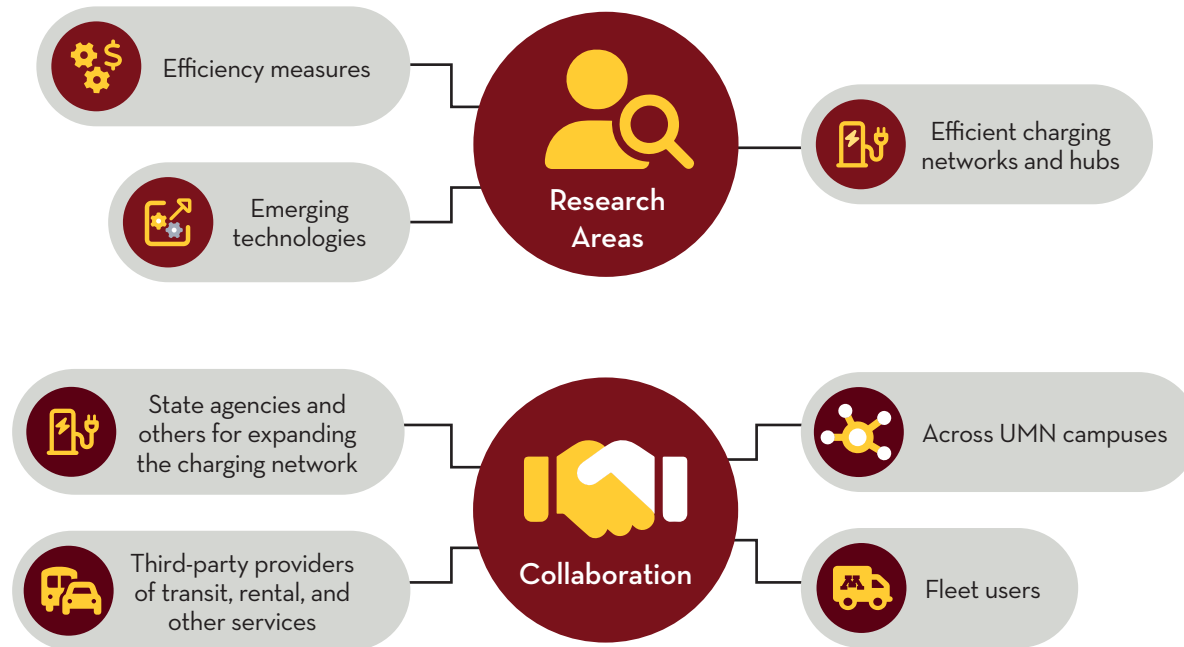 Efficiency measures
Emerging
technologies
Research
Areas
Efficient charging
networks and hubs
State agencies and
others for expanding
the charging network
Third-party providers
of transit, rental, and
other services
Collaboration
Across UMN campuses
Fleet users